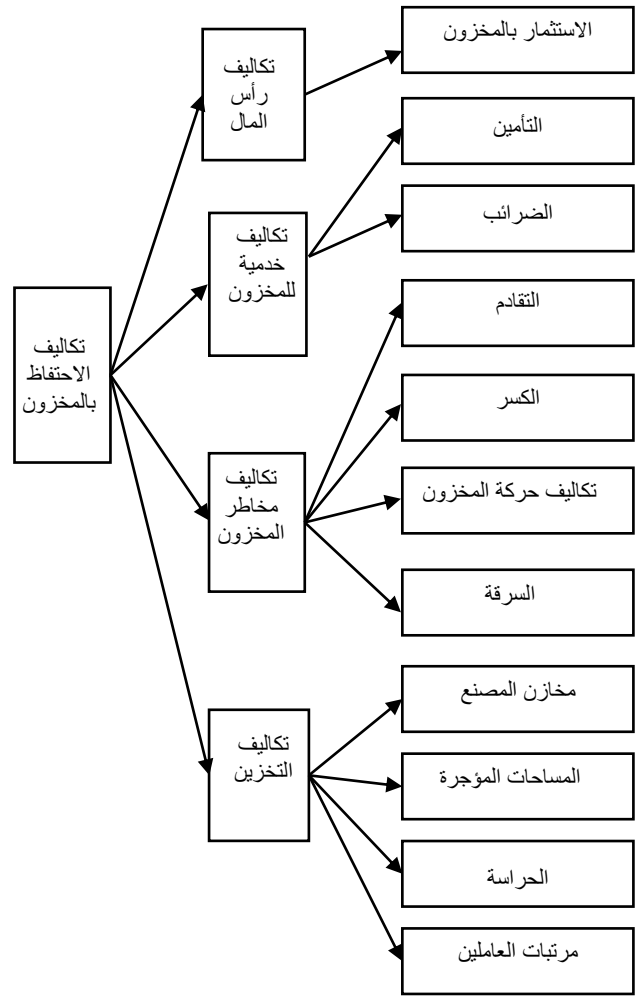 تكاليف
الاحتفاظ
بالمخزون
تكاليف
رأس
المال
الاستثمار بالمخزون
تكاليف
خدمية
للمخزون
التأمين
الضرائب
تكاليف
مخاطر
المخزون
التقادم
الكسر
تكاليف حركة المخزون
السرقة
تكاليف
التخزين
مخازن المصنع
المساحات المؤجرة
الحراسة
مرتبات العاملين